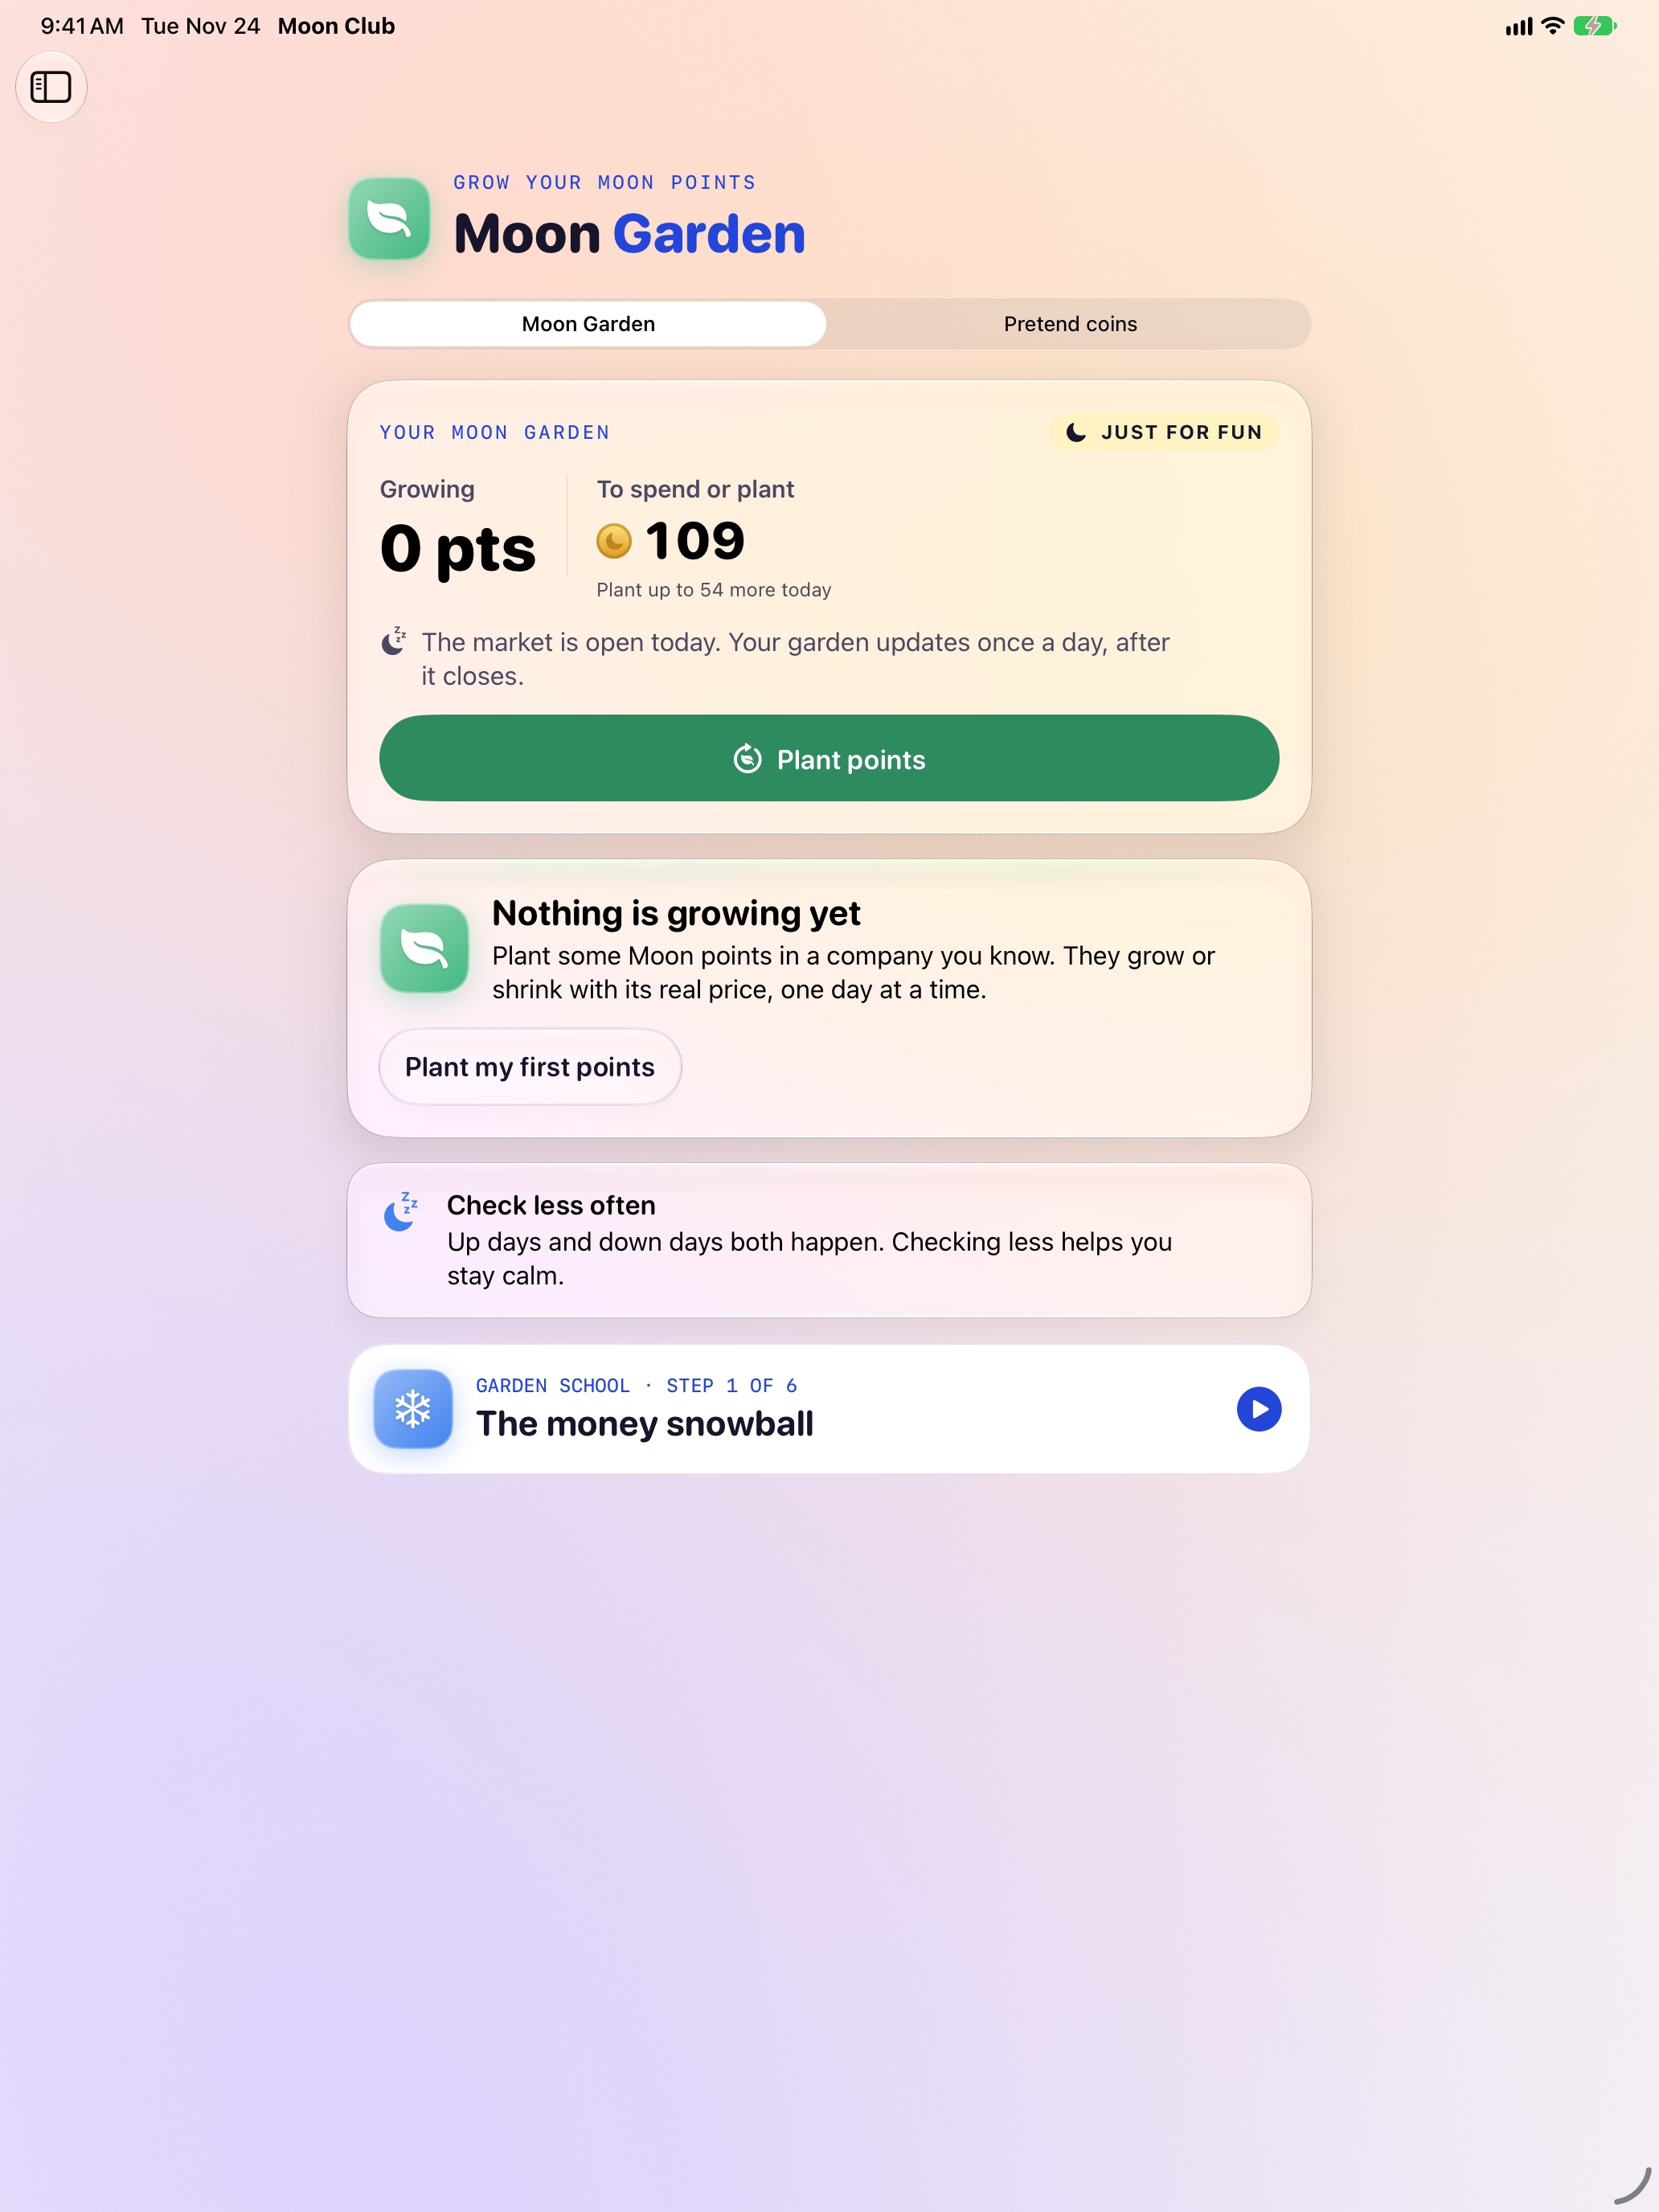 9:41 AM Tue Nov 24 Moon Club
GROW YOUR MOON POINTS
Moon Garden
Moon Garden
Pretend coins
YOUR MOON GARDEN
JUST FOR FUN
Growing
0 pts
To spend or plant
109
Plant up to 54 more today
The market is open today. Your garden updates once a day, after
it closes.
Plant points
Nothing is growing yet
Plant some Moon points in a company you know. They grow or
shrink with its real price, one day at a time.
Plant my first points
Check less often
Up days and down days both happen. Checking less helps you
stay calm.
GARDEN SCHOOL · STEP 1 OF 6
The money snowball